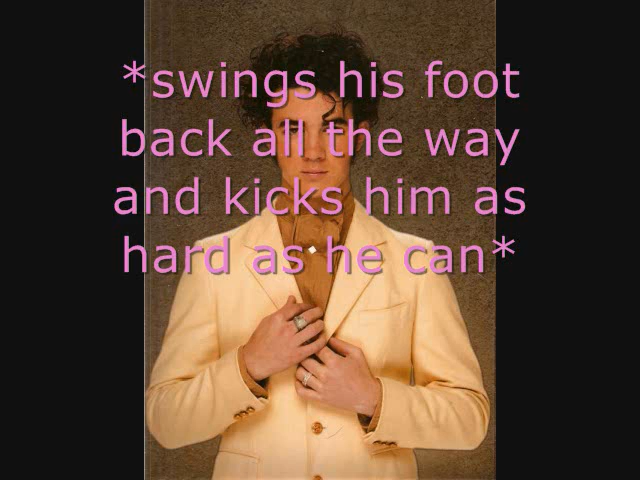 *swings his foot
back all the way
and kicks him as
hard as he can*